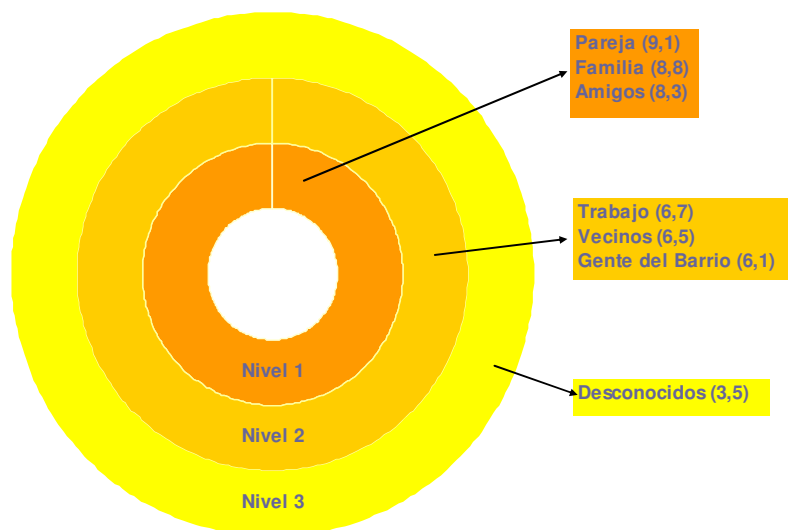 Pareja (9,1)
Familia (8,8)
Amigos (8,3)
Trabajo (6,7)
Vecinos (6,5)
Gente del Barrio (6,1)
Desconocidos (3,5)
Nivel 1
Nivel 2
Nivel 3